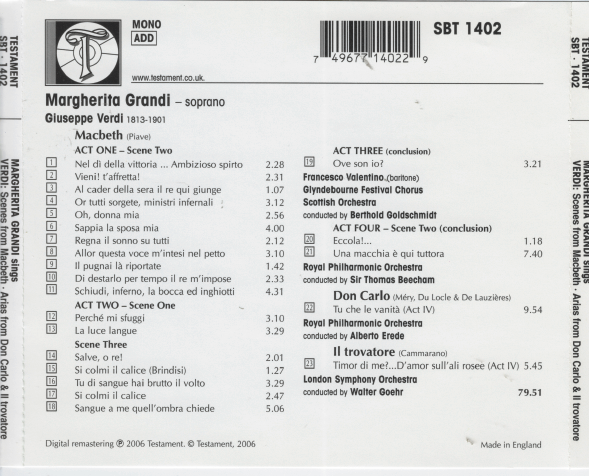 TESTAMENT
SBT · 1402
MARGHERITA GRANDI sings
VERDI: Scenes from Macbeth · Arias from Don Carlo & Il trovatore
T
MONO
ADD
www.testament.co.uk.
7 49677 14022 9
SBT 1402
Margherita Grandi – soprano
Giuseppe Verdi 1813-1901
Macbeth (Piave)
ACT ONE – Scene Two
1 Nel dì della vittoria ... Ambizioso spirto 2.28
2 Vieni! t'affretta! 2.31
3 Al cader della sera il re qui giunge 1.07
4 Or tutti sorgete, ministri infernali 3.12
5 Oh, donna mia 2.56
6 Sappia la sposa mia 4.00
7 Regna il sonno su tutti 2.12
8 Allor questa voce m'intesi nel petto 3.10
9 Il pugnai là riportate 1.42
10 Di destarlo per tempo il re m'impose 2.33
11 Schiudi, inferno, la bocca ed inghiotti 4.31
ACT TWO – Scene One
12 Perché mi sfuggi 3.10
13 La luce langue 3.29
Scene Three
14 Salve, o re! 2.01
15 Si colmi il calice (Brindisi) 1.27
16 Tu di sangue hai brutto il volto 3.29
17 Si colmi il calice 2.47
18 Sangue a me quell'ombra chiede 5.06
ACT THREE (conclusion)
19 Ove son io? 3.21
Francesco Valentino.,(baritone)
Glyndebourne Festival Chorus
Scottish Orchestra
conducted by Berthold Goldschmidt
ACT FOUR – Scene Two (conclusion)
20 Eccola!... 1.18
21 Una macchia è qui tuttora 7.40
Royal Philharmonic Orchestra
conducted by Sir Thomas Beecham
Don Carlo (Méry, Du Locle & De Lauzières)
22 Tu che le vanità (Act IV) 9.54
Royal Philharmonic Orchestra
conducted by Alberto Erede
Il trovatore (Cammarano)
23 Timor di me?...D'amor sull'ali rosee (Act IV) 5.45
London Symphony Orchestra
conducted by Walter Goehr 79.51
Digital remastering ℗ 2006 Testament. © Testament, 2006
Made in England
TESTAMENT
SBT · 1402
MARGHERITA GRANDI sings
VERDI: Scenes from Macbeth · Arias from Don Carlo & Il trovatore